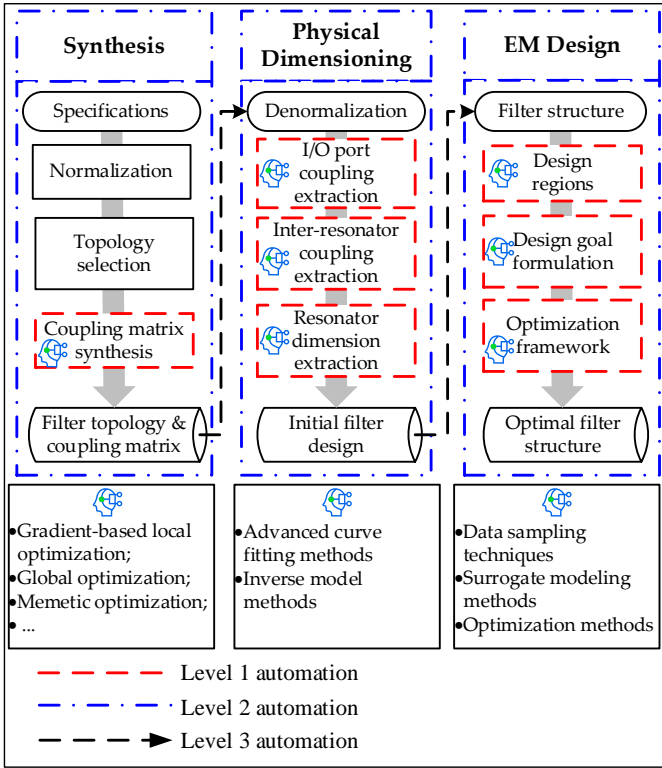 Synthesis
Specifications
Normalization
Topology
selection
Coupling matrix
synthesis
Filter topology &
coupling matrix
●Gradient-based local
optimization;
●Global optimization;
●Memetic optimization;
● ...
Physical
Dimensioning
Denormalization
I/O port
coupling
extraction
Inter-resonator
coupling
extraction
Resonator
dimension
extraction
Initial filter
design
●Advanced curve
fitting methods
●Inverse model
methods
EM Design
Filter structure
Design
regions
Design goal
formulation
Optimization
framework
Optimal filter
structure
●Data sampling
techniques
●Surrogate modeling
methods
●Optimization methods
Level 1 automation
Level 2 automation
Level 3 automation